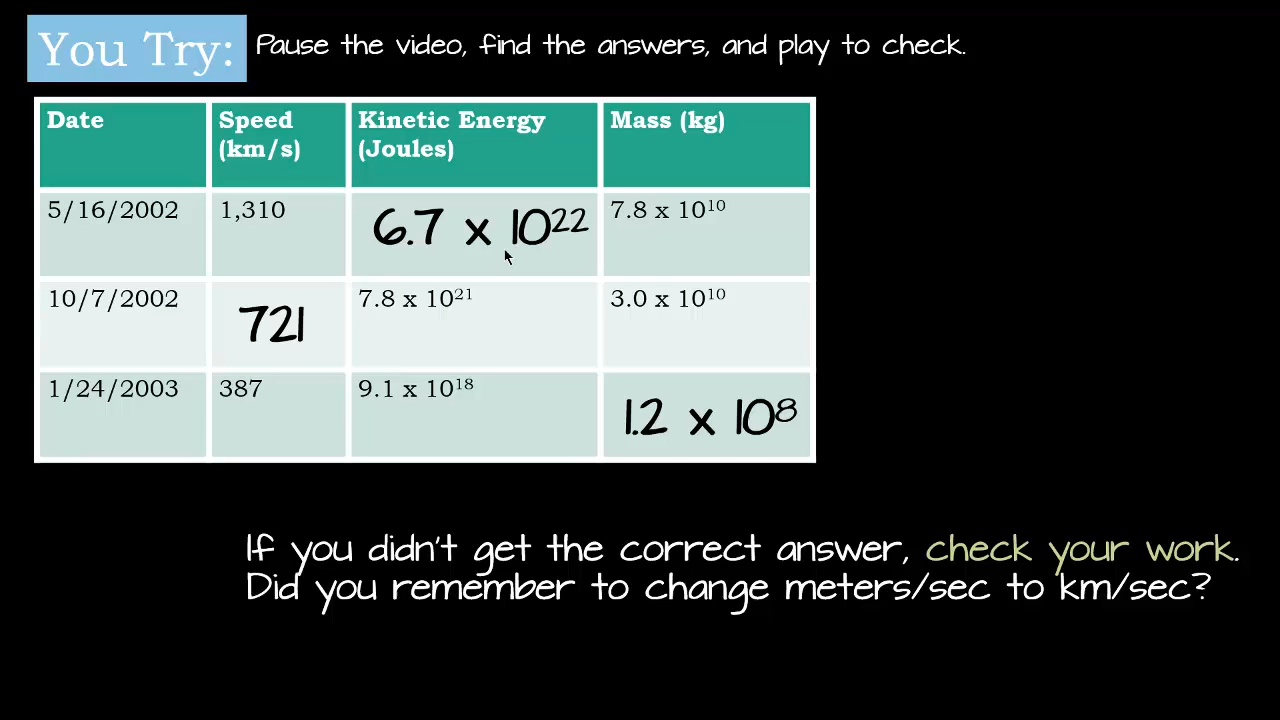 You Try: Pause the video, find the answers, and play to check.
Date Speed (km/s) Kinetic Energy (Joules) Mass (kg)
5/16/2002 1,310 6.7 x 10²² 7.8 x 10¹⁰
10/7/2002 721 7.8 x 10²¹ 3.0 x 10¹⁰
1/24/2003 387 9.1 x 10¹⁸ 1.2 x 10⁸
If you didn't get the correct answer, check your work.
Did you remember to change meters/sec to km/sec?